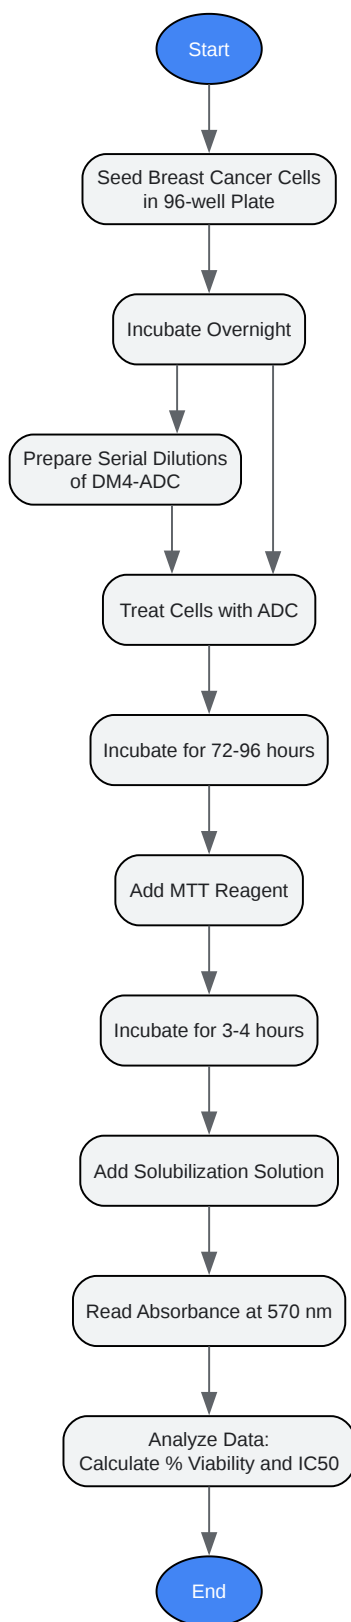 Start
Seed Breast Cancer Cells
in 96-well Plate
Incubate Overnight
Prepare Serial Dilutions
of DM4-ADC
Treat Cells with ADC
Incubate for 72-96 hours
Add MTT Reagent
Incubate for 3-4 hours
Add Solubilization Solution
Read Absorbance at 570 nm
Analyze Data:
Calculate % Viability and IC50
End